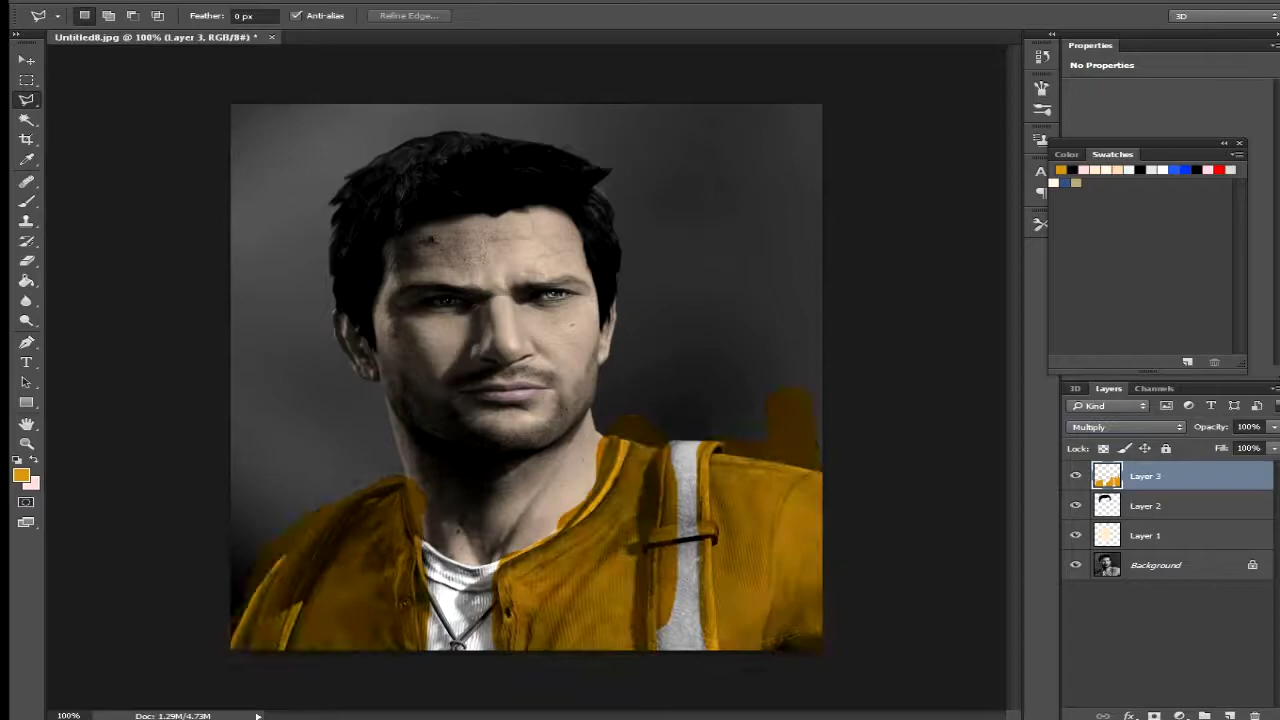 Feather: 0 px Anti-alias Refine Edge... 3D
Untitled8.jpg @ 100% (Layer 3, RGB/8#) * ×
Properties
No Properties
Color Swatches
3D Layers Channels
Kind
Multiply Opacity: 100%
Lock: Fill: 100%
Layer 3
Layer 2
Layer 1
Background
100% Doc: 1.29M/4.73M